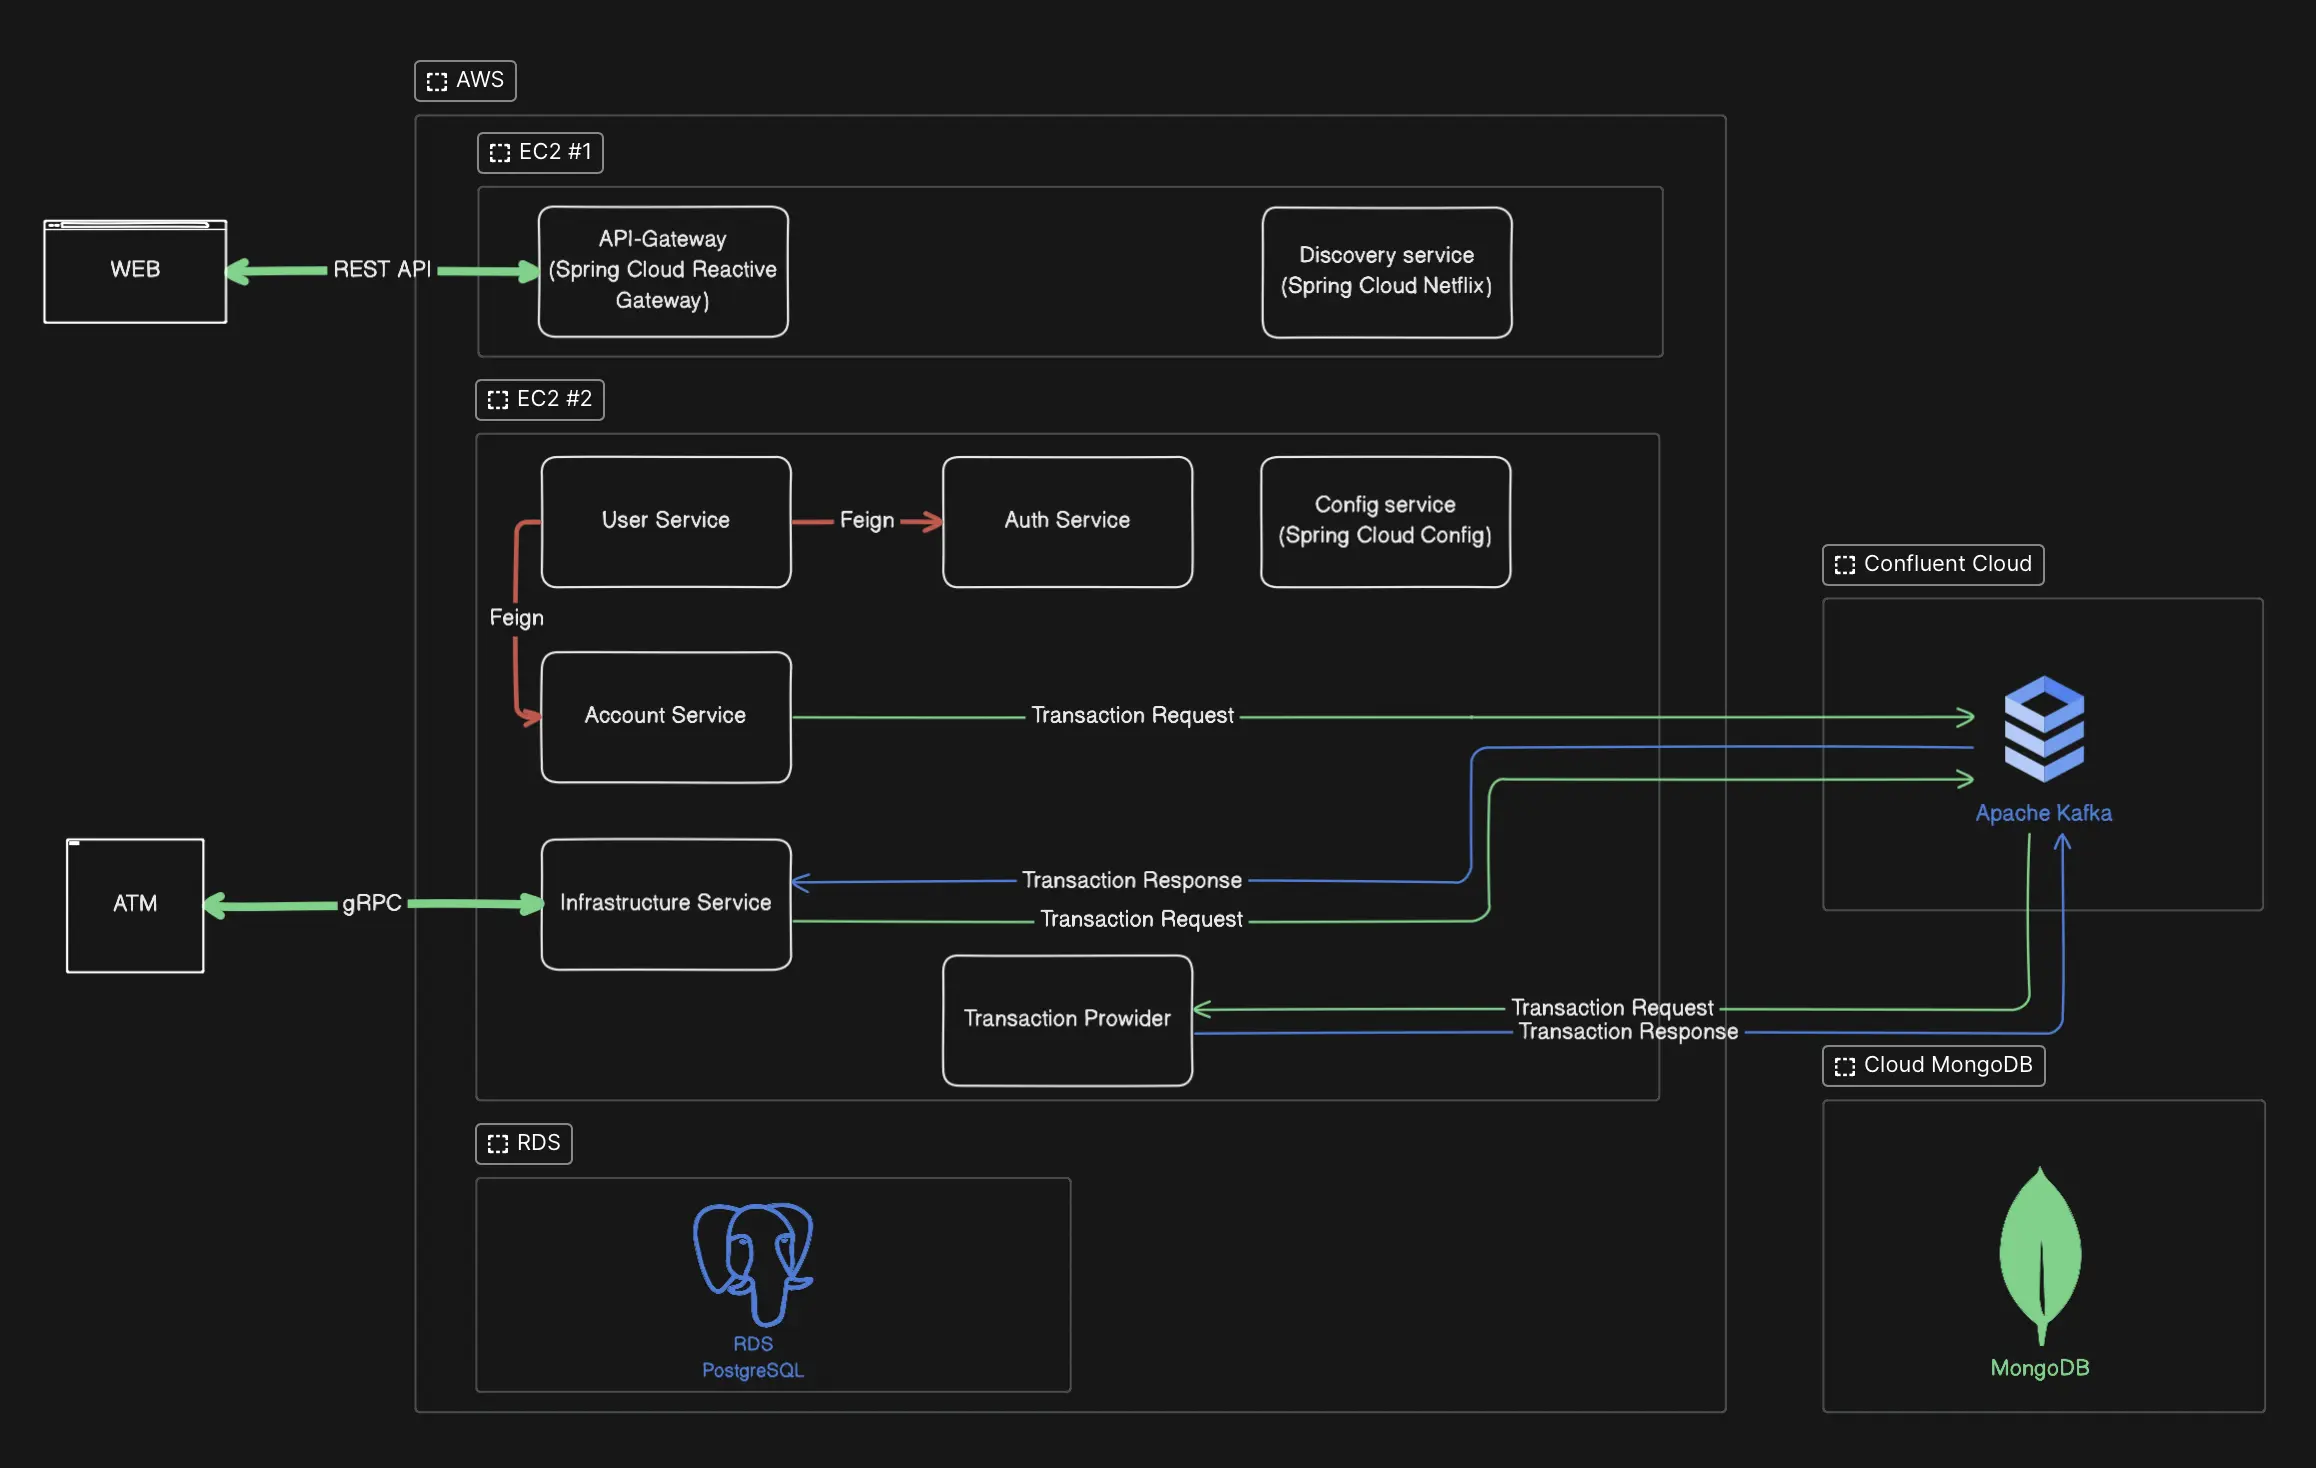 AWS
EC2 #1
WEB
REST API
API-Gateway
(Spring Cloud Reactive
Gateway)
Discovery service
(Spring Cloud Netflix)
EC2 #2
User Service
Feign
Auth Service
Config service
(Spring Cloud Config)
Feign
Account Service
Transaction Request
Confluent Cloud
Apache Kafka
ATM
gRPC
Infrastructure Service
Transaction Response
Transaction Request
Transaction Provider
Transaction Request
Transaction Response
Cloud MongoDB
MongoDB
RDS
RDS
PostgreSQL